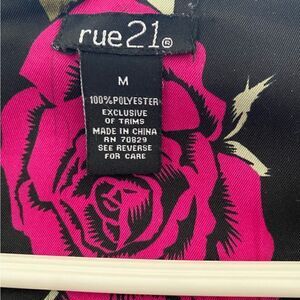 rue21®
M
100%POLYESTER
EXCLUSIVE
OF TRIMS
MADE IN CHINA
RN 70829
SEE REVERSE
FOR CARE